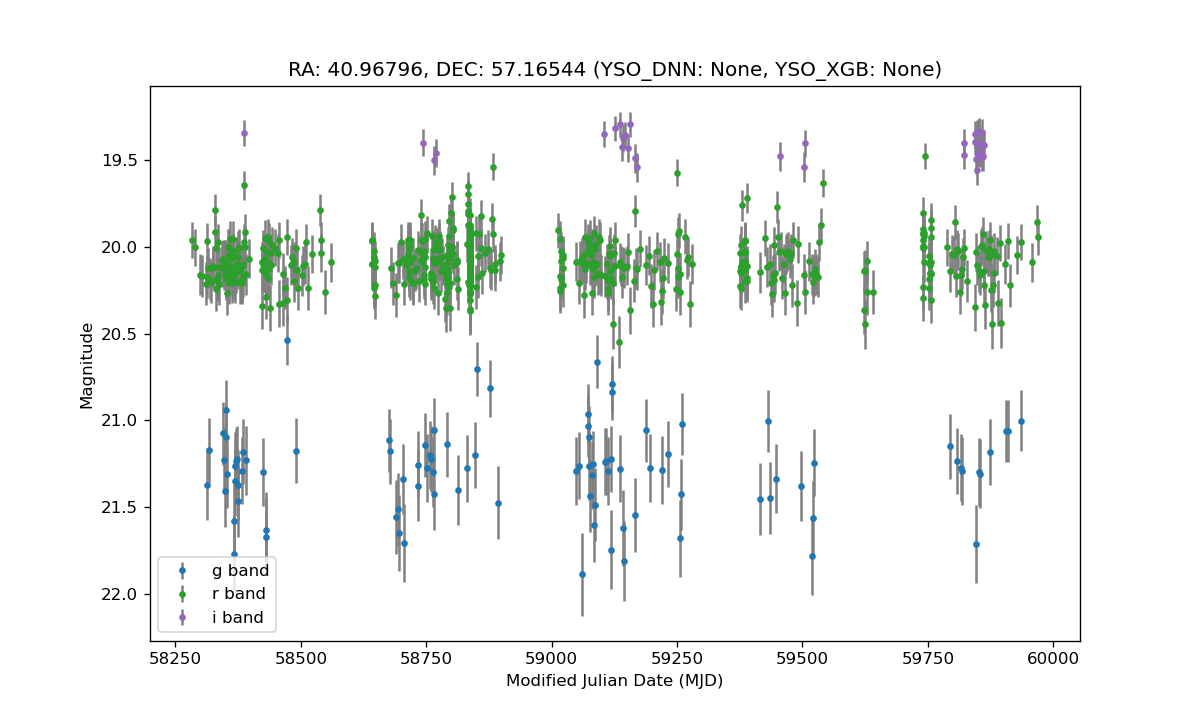 RA: 40.96796, DEC: 57.16544 (YSO_DNN: None, YSO_XGB: None)
19.5
20.0
20.5
21.0
21.5
22.0
Magnitude
g band
r band
i band
58250 58500 58750 59000 59250 59500 59750 60000
Modified Julian Date (MJD)